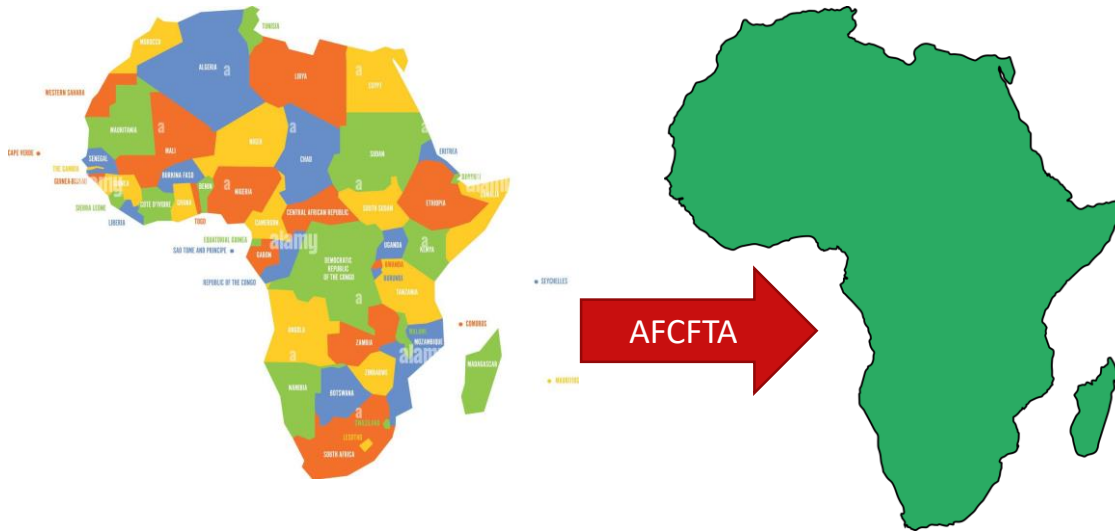 TUNISIA
MOROCCO
ALGERIA
LIBYA
EGYPT
WESTERN SAHARA
MAURITANIA
MALI
NIGER
CHAD
SUDAN
ERITREA
CAPE VERDE
SENEGAL
THE GAMBIA
BURKINA FASO
DJIBOUTI
SOMALIA
BENIN
NIGERIA
SIERRA LEONE
COTE D'IVOIRE
GHANA
CENTRAL AFRICAN REPUBLIC
SOUTH SUDAN
ETHIOPIA
LIBERIA
TOGO
CAMEROON
EQUATORIAL GUINEA
alamy
UGANDA
KENYA
SAO TOME AND PRINCIPE
GABON
DEMOCRATIC
REPUBLIC
OF THE CONGO
RWANDA
BURUNDI
REPUBLIC OF THE CONGO
TANZANIA
SEYCHELLES
COMOROS
ANGOLA
MALAWI
ZAMBIA
MOZAMBIQUE
alamy
MADAGASCAR
ZIMBABWE
MAURITIUS
NAMIBIA
BOTSWANA
SWAZILAND
LESOTHO
SOUTH AFRICA
AFCFTA